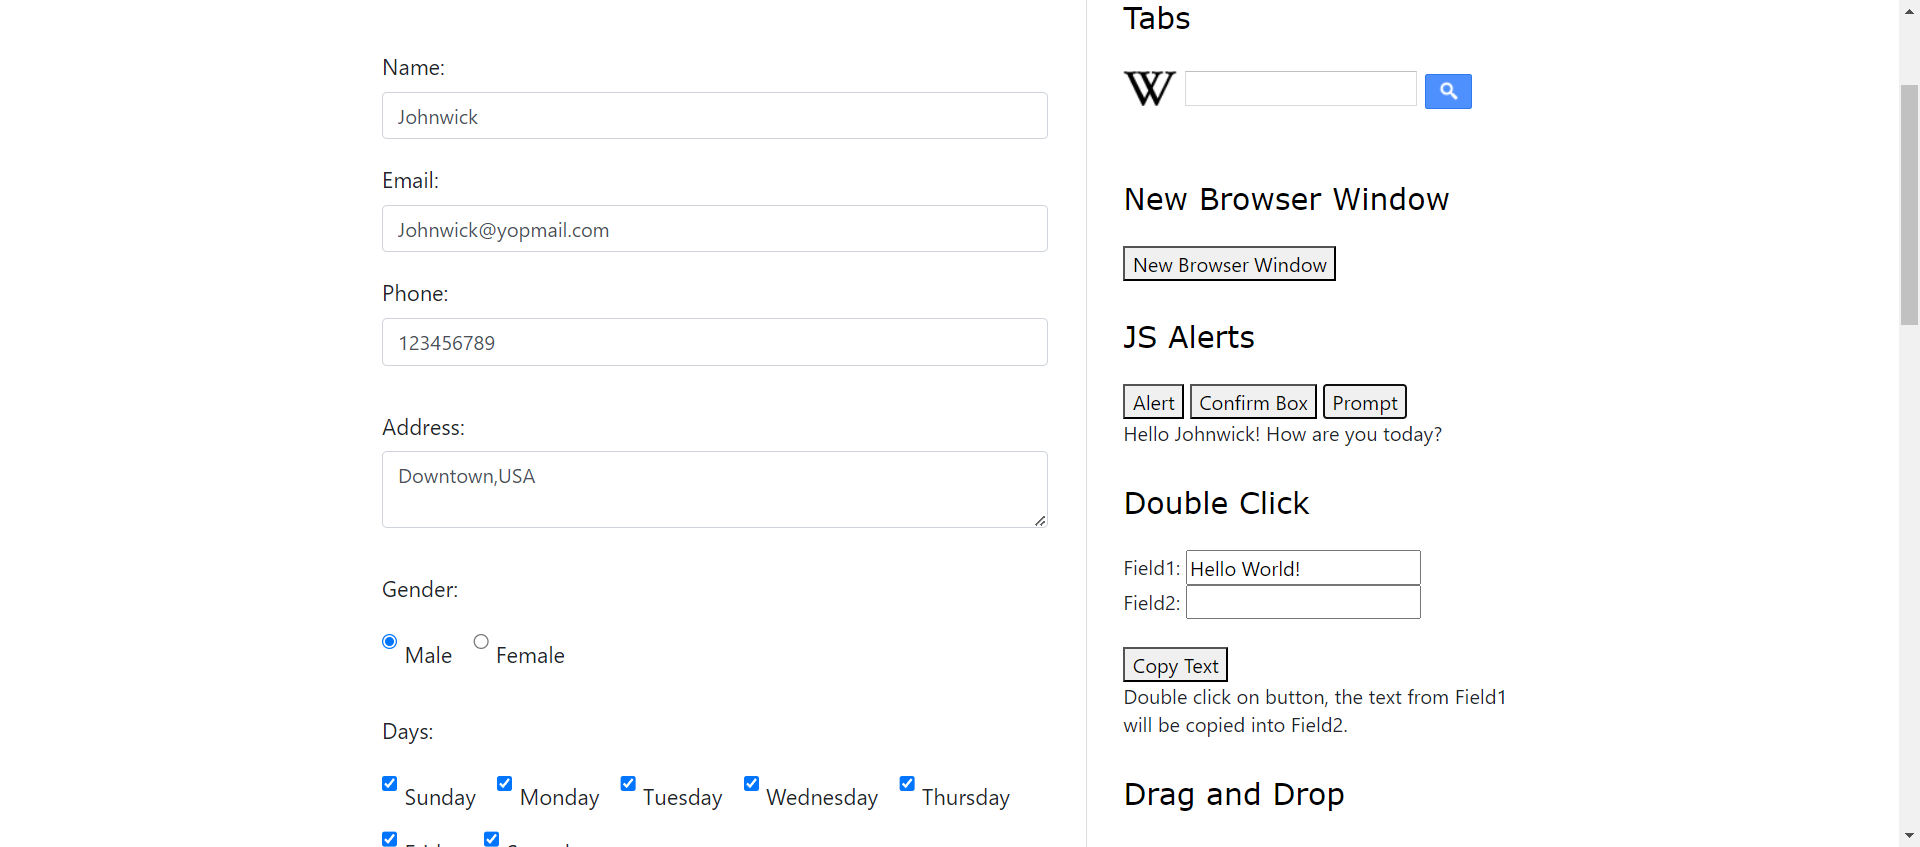 Name:
Johnwick
Email:
Johnwick@yopmail.com
Phone:
123456789
Address:
Downtown,USA
Gender:
Male Female
Days:
Sunday Monday Tuesday Wednesday Thursday
Tabs
W
New Browser Window
New Browser Window
JS Alerts
Alert Confirm Box Prompt
Hello Johnwick! How are you today?
Double Click
Field1: Hello World!
Field2:
Copy Text
Double click on button, the text from Field1
will be copied into Field2.
Drag and Drop